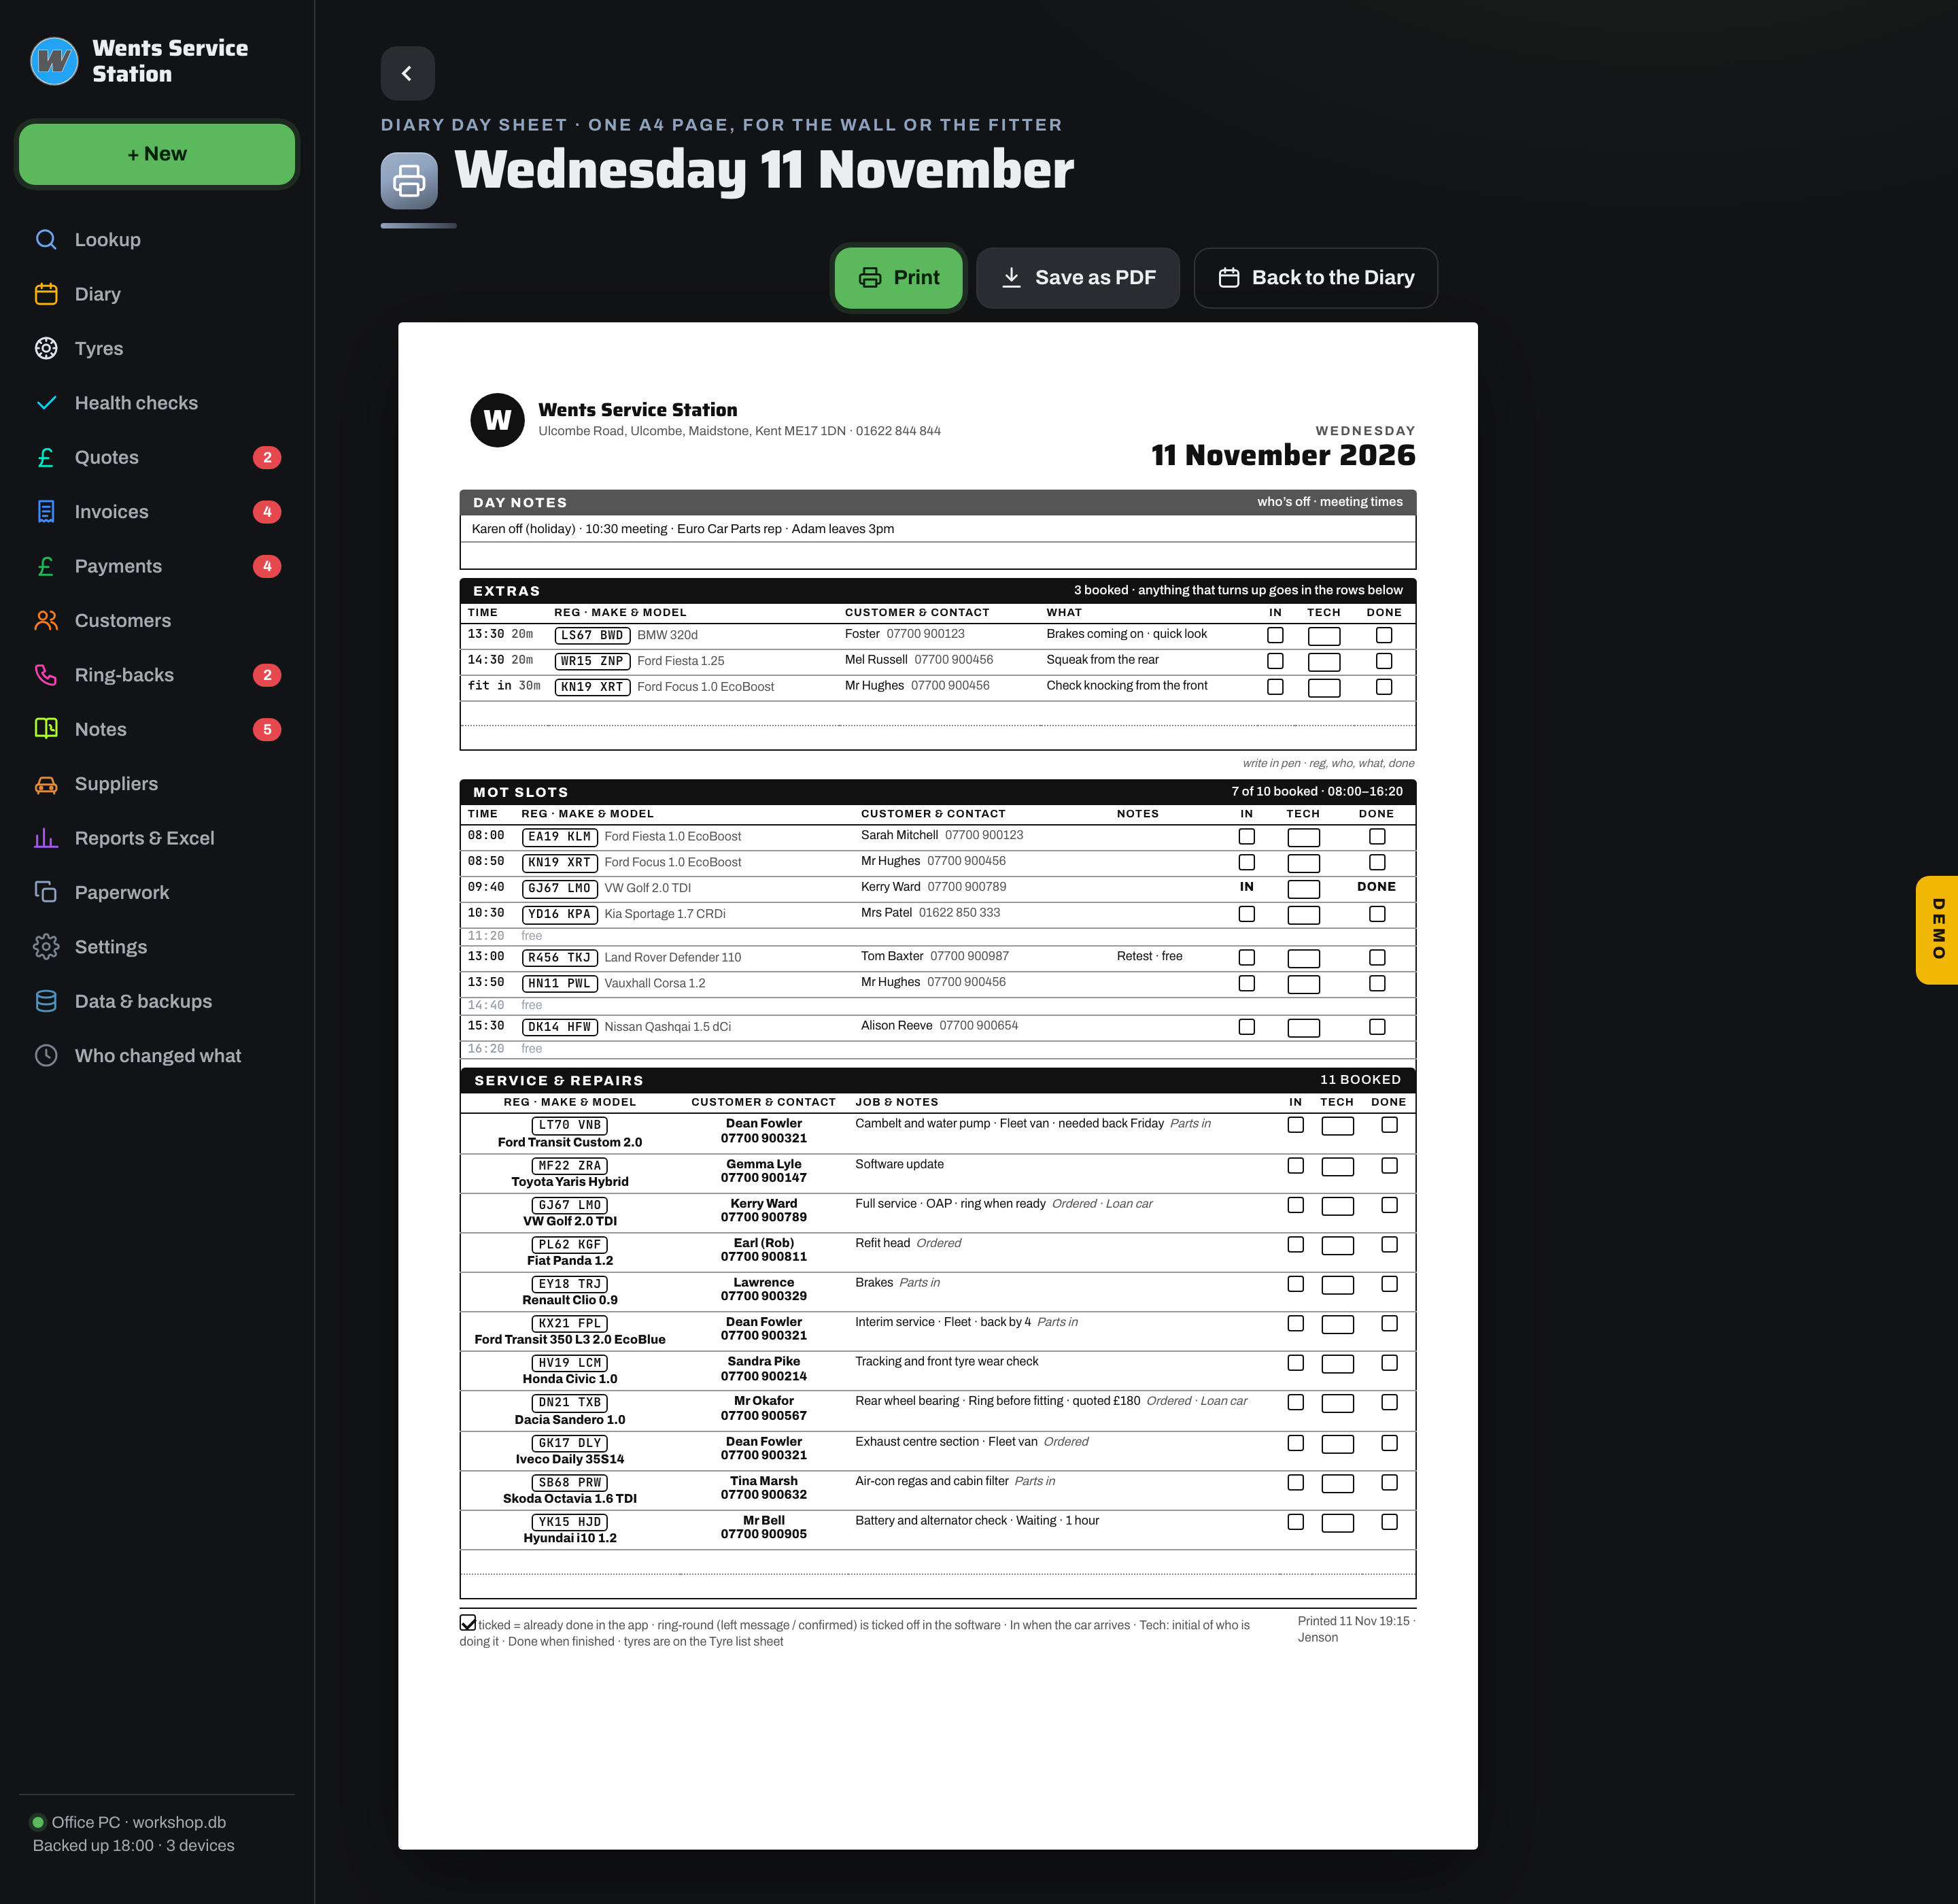 Wents Service
Station
+ New
Lookup
Diary
Tyres
Health checks
Quotes 2
Invoices 4
Payments 4
Customers
Ring-backs 2
Notes 5
Suppliers
Reports & Excel
Paperwork
Settings
Data & backups
Who changed what
Office PC · workshop.db
Backed up 18:00 · 3 devices
DIARY DAY SHEET · ONE A4 PAGE, FOR THE WALL OR THE FITTER
Wednesday 11 November
Print Save as PDF Back to the Diary
W
Wents Service Station
Ulcombe Road, Ulcombe, Maidstone, Kent ME17 1DN · 01622 844 844
WEDNESDAY
11 November 2026
DAY NOTES who's off · meeting times
Karen off (holiday) · 10:30 meeting · Euro Car Parts rep · Adam leaves 3pm
EXTRAS 3 booked · anything that turns up goes in the rows below
TIME REG · MAKE & MODEL CUSTOMER & CONTACT WHAT IN TECH DONE
13:30 20m LS67 BWD BMW 320d Foster 07700 900123 Brakes coming on · quick look
14:30 20m WR15 ZNP Ford Fiesta 1.25 Mel Russell 07700 900456 Squeak from the rear
fit in 30m KN19 XRT Ford Focus 1.0 EcoBoost Mr Hughes 07700 900456 Check knocking from the front
write in pen · reg, who, what, done
MOT SLOTS 7 of 10 booked · 08:00–16:20
TIME REG · MAKE & MODEL CUSTOMER & CONTACT NOTES IN TECH DONE
08:00 EA19 KLM Ford Fiesta 1.0 EcoBoost Sarah Mitchell 07700 900123
08:50 KN19 XRT Ford Focus 1.0 EcoBoost Mr Hughes 07700 900456
09:40 GJ67 LMO VW Golf 2.0 TDI Kerry Ward 07700 900789 IN DONE
10:30 YD16 KPA Kia Sportage 1.7 CRDi Mrs Patel 01622 850 333
11:20 free
13:00 R456 TKJ Land Rover Defender 110 Tom Baxter 07700 900987 Retest · free
13:50 HN11 PWL Vauxhall Corsa 1.2 Mr Hughes 07700 900456
14:40 free
15:30 DK14 HFW Nissan Qashqai 1.5 dCi Alison Reeve 07700 900654
16:20 free
SERVICE & REPAIRS 11 BOOKED
REG · MAKE & MODEL CUSTOMER & CONTACT JOB & NOTES IN TECH DONE
LT70 VNB Dean Fowler Cambelt and water pump · Fleet van · needed back Friday Parts in
Ford Transit Custom 2.0 07700 900321
MF22 ZRA Gemma Lyle Software update
Toyota Yaris Hybrid 07700 900147
GJ67 LMO Kerry Ward Full service · OAP · ring when ready Ordered · Loan car
VW Golf 2.0 TDI 07700 900789
PL62 KGF Earl (Rob) Refit head Ordered
Fiat Panda 1.2 07700 900811
EY18 TRJ Lawrence Brakes Parts in
Renault Clio 0.9 07700 900329
KX21 FPL Dean Fowler Interim service · Fleet · back by 4 Parts in
Ford Transit 350 L3 2.0 EcoBlue 07700 900321
HV19 LCM Sandra Pike Tracking and front tyre wear check
Honda Civic 1.0 07700 900214
DN21 TXB Mr Okafor Rear wheel bearing · Ring before fitting · quoted £180 Ordered · Loan car
Dacia Sandero 1.0 07700 900567
GK17 DLY Dean Fowler Exhaust centre section · Fleet van Ordered
Iveco Daily 35S14 07700 900321
SB68 PRW Tina Marsh Air-con regas and cabin filter Parts in
Skoda Octavia 1.6 TDI 07700 900632
YK15 HJD Mr Bell Battery and alternator check · Waiting · 1 hour
Hyundai i10 1.2 07700 900905
ticked = already done in the app · ring-round (left message / confirmed) is ticked off in the software · In when the car arrives · Tech: initial of who is
doing it · Done when finished · tyres are on the Tyre list sheet
Printed 11 Nov 19:15 ·
Jenson
DEMO